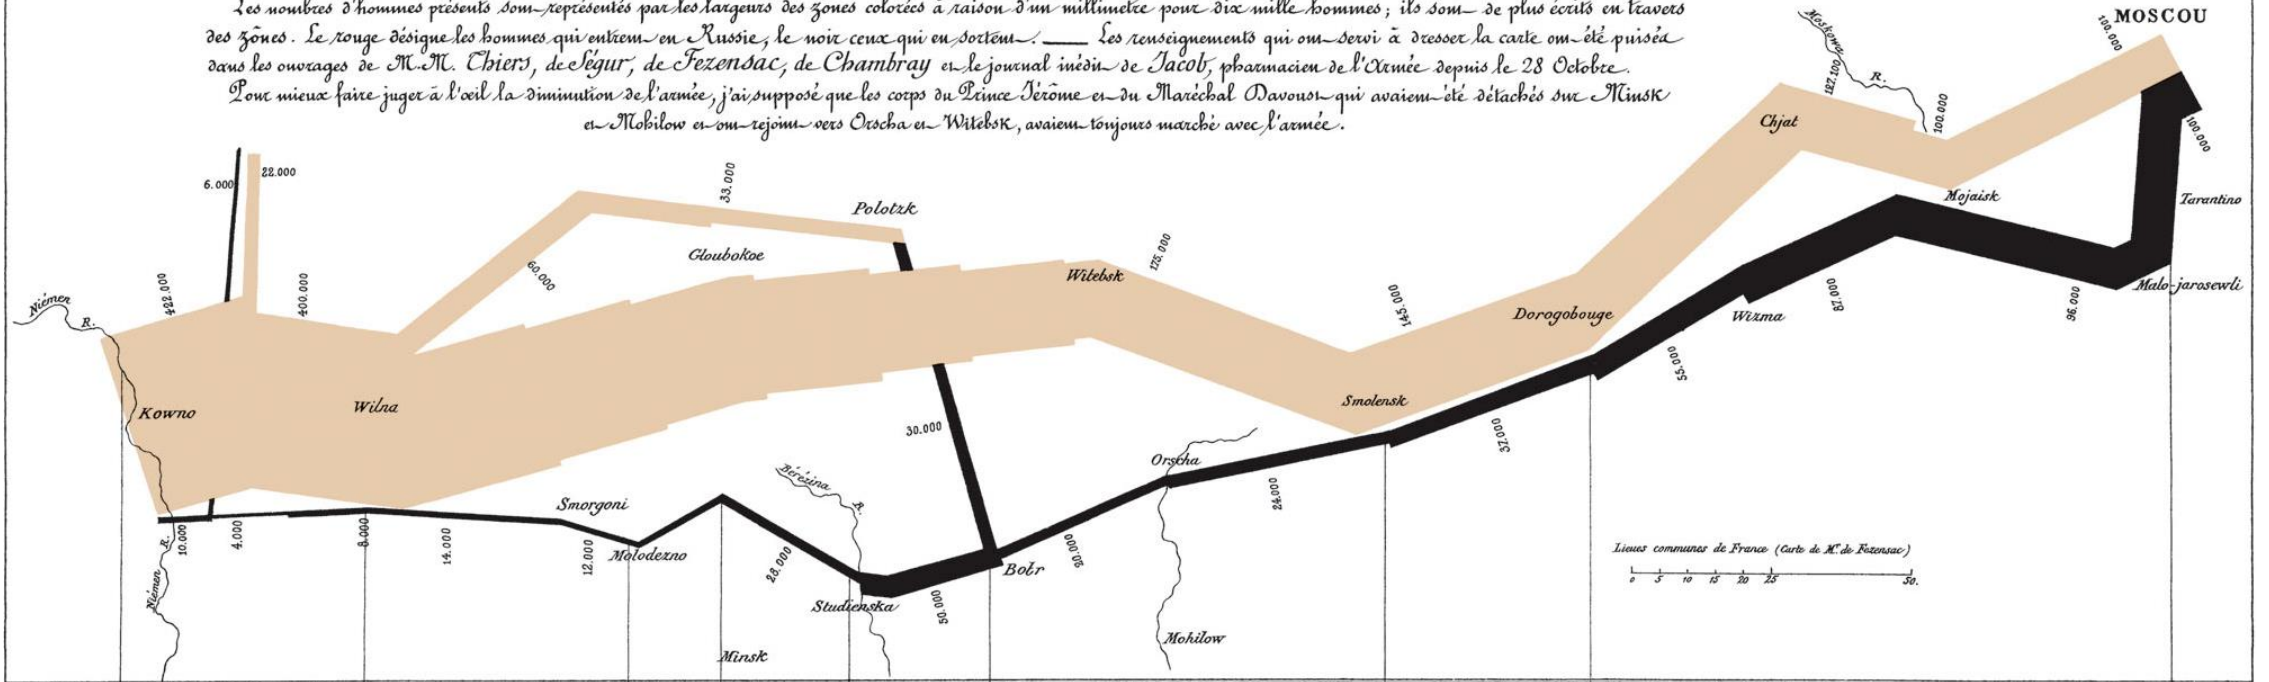 Les nombres d'hommes présents sont représentés par les largeurs des zones colorées à raison d'un millimètre pour dix mille hommes; ils sont de plus écrits en travers
des zônes. Le rouge désigne les hommes qui entrent en Russie, le noir ceux qui en sortent. ___ Les renseignements qui ont servi à dresser la carte ont été puisés
dans les ouvrages de M.M. Thiers, de Ségur, de Fezensac, de Chambray et le journal inédit de Jacob, pharmacien de l'Armée depuis le 28 Octobre.
Pour mieux faire juger à l'œil la diminution de l'armée, j'ai supposé que les corps du Prince Jérôme et du Maréchal Davoust qui avaient été détachés sur Minsk
et Mohilow et ont rejoint vers Orscha et Witebsk, avaient toujours marché avec l'armée.
MOSCOU
100.000
Moskowa
R.
127.100
100.000
Chjat
100.000
Mojaisk
Tarantino
Malo-jarosewli
6.000
22.000
33.000
Polotzk
Gloubokoe
60.000
Witebsk
175.000
422.000
400.000
Niémen
R.
145.000
Dorogobouge
Wizma
87.000
96.000
55.000
Kowno
Wilna
Smolensk
37.000
30.000
Orscha
24.000
Bérézina
R.
Smorgoni
10.000
4.000
8.000
14.000
12.000
Molodezno
28.000
20.000
Bobr
R.
Niémen
Studienska
50.000
Lieues communes de France (Carte de M. de Fezensac)
0 5 10 15 20 25 50.
Mohilow
Minsk